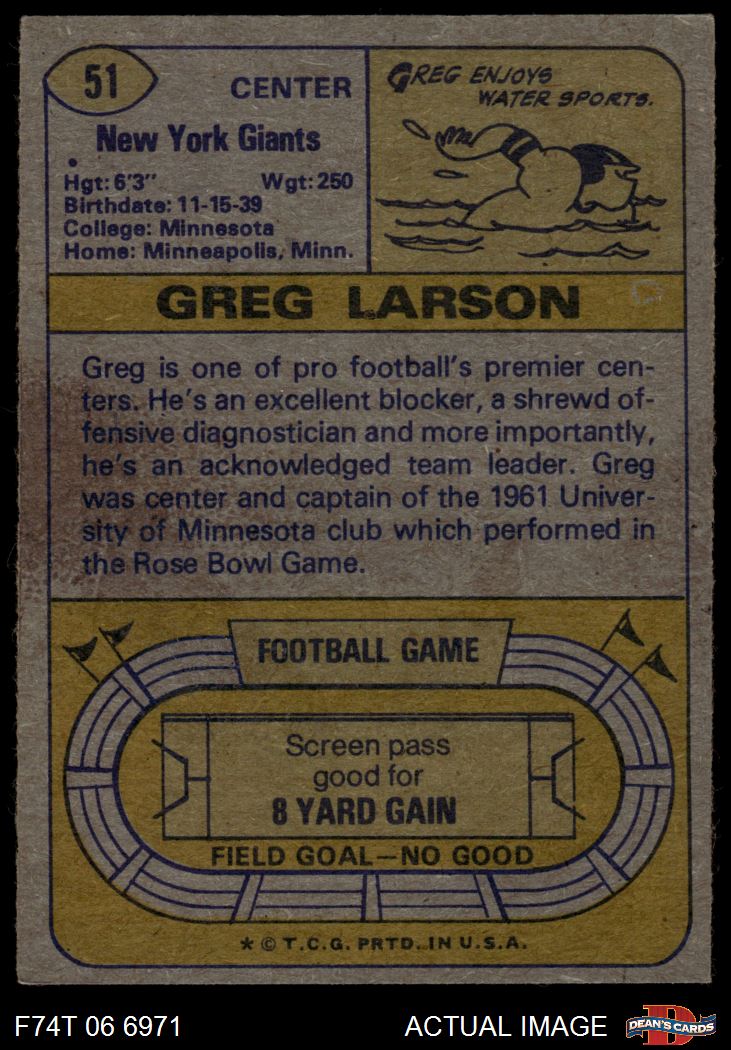 51
CENTER
New York Giants
Hgt: 6'3" Wgt: 250
Birthdate: 11-15-39
College: Minnesota
Home: Minneapolis, Minn.
GREG ENJOYS
WATER SPORTS.
GREG LARSON
Greg is one of pro football's premier cen-
ters. He's an excellent blocker, a shrewd of-
fensive diagnostician and more importantly,
he's an acknowledged team leader. Greg
was center and captain of the 1961 Univer-
sity of Minnesota club which performed in
the Rose Bowl Game.
FOOTBALL GAME
Screen pass
good for
8 YARD GAIN
FIELD GOAL—NO GOOD
* © T.C.G. PRTD. IN U.S.A.
F74T 06 6971 ACTUAL IMAGE
DEAN'S CARDS